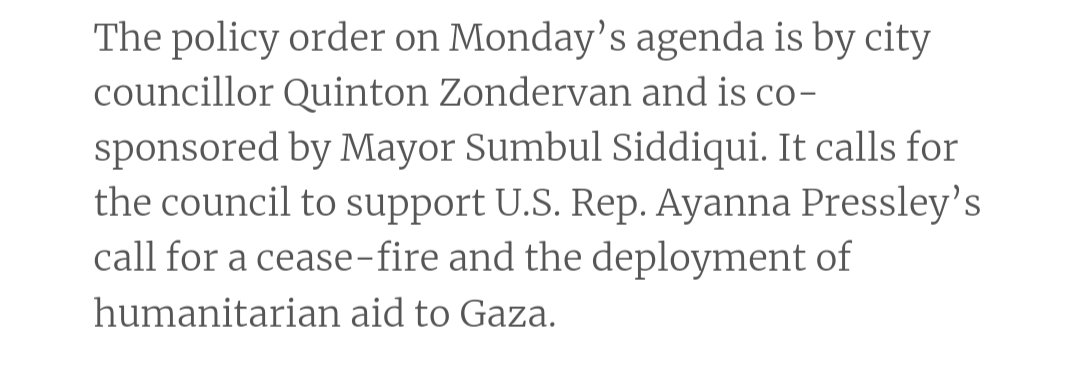 The policy order on Monday’s agenda is by city
councillor Quinton Zondervan and is co-
sponsored by Mayor Sumbul Siddiqui. It calls for
the council to support U.S. Rep. Ayanna Pressley’s
call for a cease-fire and the deployment of
humanitarian aid to Gaza.